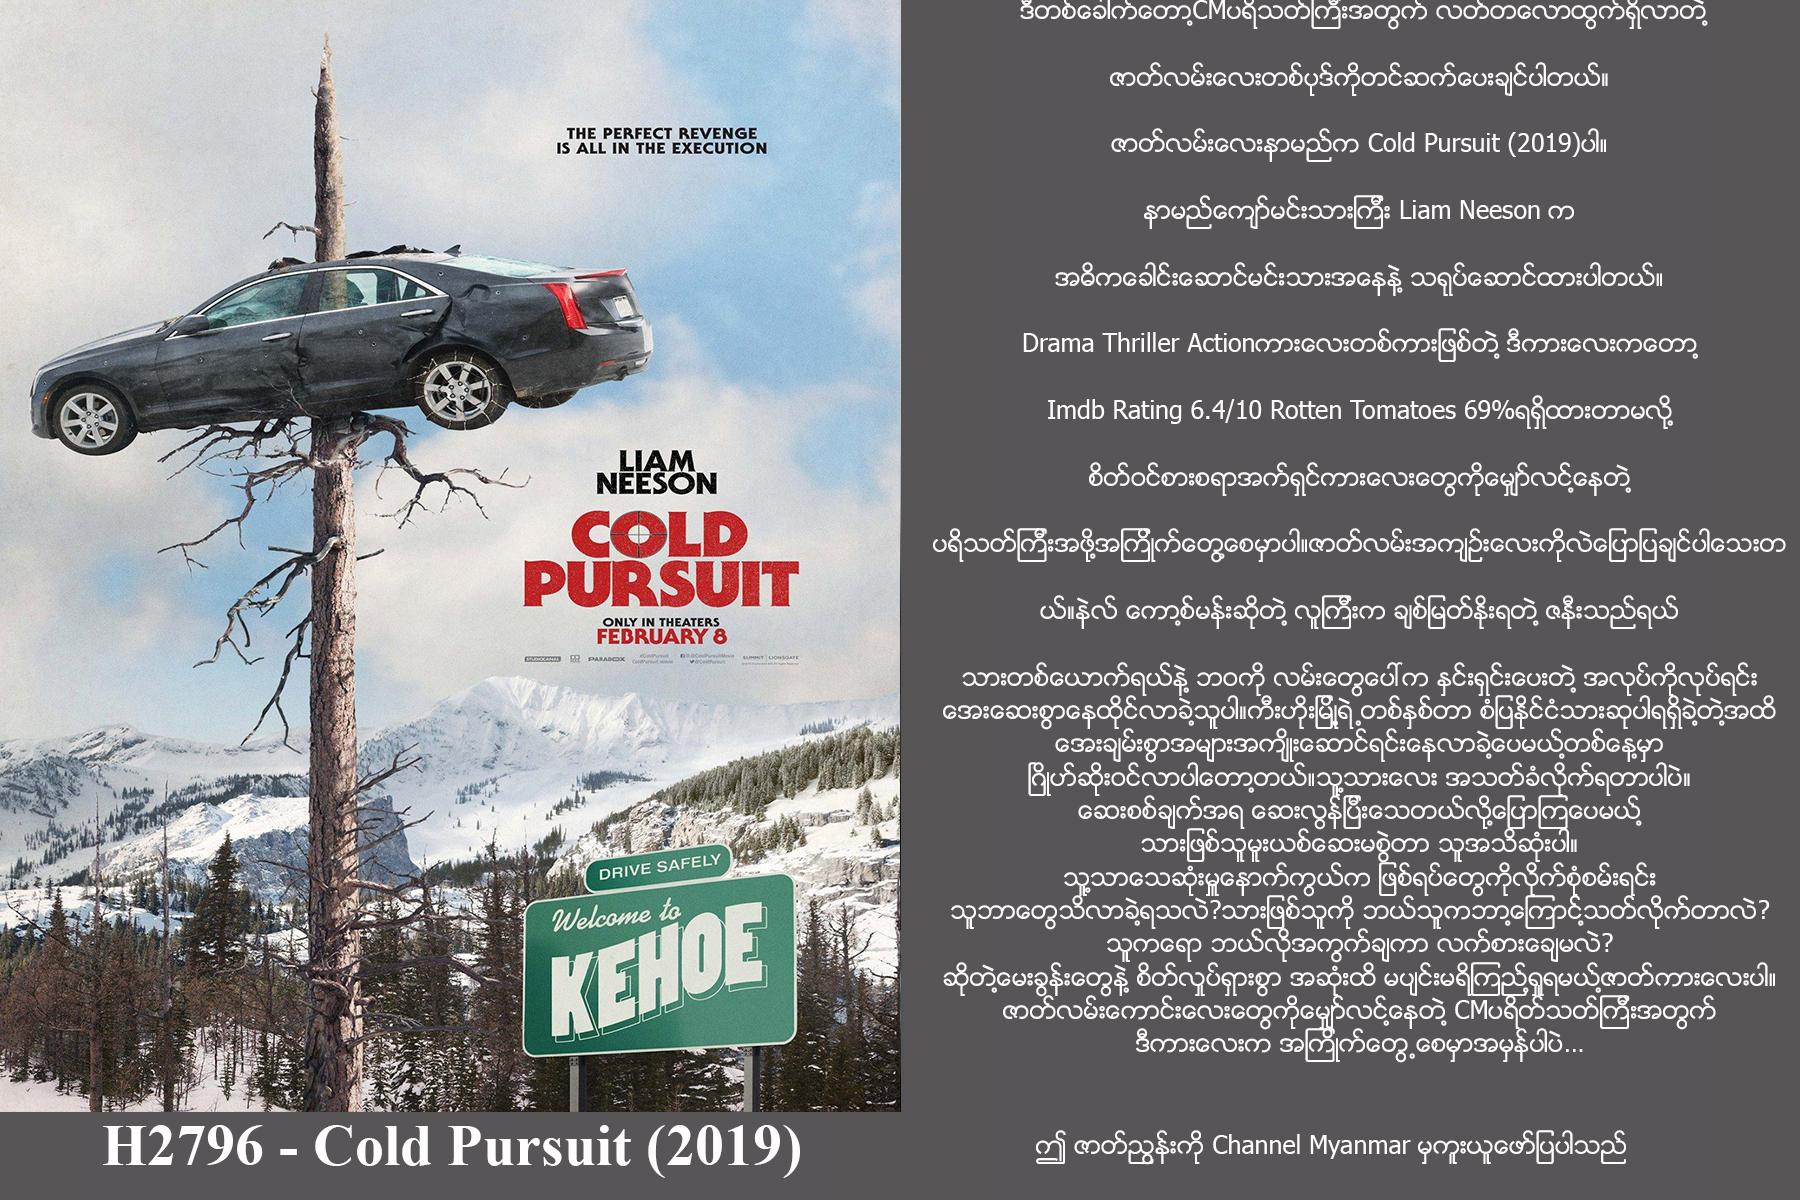 THE PERFECT REVENGE
IS ALL IN THE EXECUTION
LIAM
NEESON
COLD
PURSUIT
ONLY IN THEATERS
FEBRUARY 8
STUDIOCANAL
PARADOX
#ColdPursuit
ColdPursuit.movie
@ColdPursuitMovie
@ColdPursuit
SUMMIT LIONSGATE
DRIVE SAFELY
Welcome to
KEHOE
H2796 - Cold Pursuit (2019)
ဒီတစ်ခေါက်တော့CMပရိသတ်ကြီးအတွက် လတ်တလောထွက်ရှိလာတဲ့
ဇာတ်လမ်းလေးတစ်ပုဒ်ကိုတင်ဆက်ပေးချင်ပါတယ်။
ဇာတ်လမ်းလေးနာမည်က Cold Pursuit (2019)ပါ။
နာမည်ကျော်မင်းသားကြီး Liam Neeson က
အဓိကခေါင်းဆောင်မင်းသားအနေနဲ့ သရုပ်ဆောင်ထားပါတယ်။
Drama Thriller Actionကားလေးတစ်ကားဖြစ်တဲ့ ဒီကားလေးကတော့
Imdb Rating 6.4/10 Rotten Tomatoes 69%ရရှိထားတာမလို့
စိတ်ဝင်စားစရာအက်ရှင်ကားလေးတွေကိုမျှော်လင့်နေတဲ့
ပရိသတ်ကြီးအဖို့အကြိုက်တွေ့စေမှာပါ။ဇာတ်လမ်းအကျဉ်းလေးကိုလဲပြောပြချင်ပါသေးတ
ယ်။နဲလ် ကော့စ်မန်းဆိုတဲ့ လူကြီးက ချစ်မြတ်နိုးရတဲ့ ဇနီးသည်ရယ်
သားတစ်ယောက်ရယ်နဲ့ ဘဝကို လမ်းတွေပေါ်က နှင်းရှင်းပေးတဲ့ အလုပ်ကိုလုပ်ရင်း
အေးဆေးစွာနေထိုင်လာခဲ့သူပါ။ကီးဟိုးမြို့ရဲ့တစ်နှစ်တာ စံပြနိုင်ငံသားဆုပါရရှိခဲ့တဲ့အထိ
အေးချမ်းစွာအများအကျိုးဆောင်ရင်းနေလာခဲ့ပေမယ့်တစ်နေ့မှာ
ဂြိုဟ်ဆိုးဝင်လာပါတော့တယ်။သူ့သားလေး အသတ်ခံလိုက်ရတာပါပဲ။
ဆေးစစ်ချက်အရ ဆေးလွန်ပြီးသေတယ်လို့ပြောကြပေမယ့်
သားဖြစ်သူမူးယစ်ဆေးမစွဲတာ သူအသိဆုံးပါ။
သူ့သာသေဆုံးမှူနောက်ကွယ်က ဖြစ်ရပ်တွေကိုလိုက်စုံစမ်းရင်း
သူဘာတွေသိလာခဲ့ရသလဲ?သားဖြစ်သူကို ဘယ်သူကဘာ့ကြောင့်သတ်လိုက်တာလဲ?
သူကရော ဘယ်လိုအကွက်ချကာ လက်စားချေမလဲ?
ဆိုတဲ့မေးခွန်းတွေနဲ့ စိတ်လှုပ်ရှားစွာ အဆုံးထိ မပျင်းမရိကြည့်ရှုရမယ့်ဇာတ်ကားလေးပါ။
ဇာတ်လမ်းကောင်းလေးတွေကိုမျှော်လင့်နေတဲ့ CMပရိတ်သတ်ကြီးအတွက်
ဒီကားလေးက အကြိုက်တွေ့စေမှာအမှန်ပါပဲ...
ဤ ဇာတ်ညွှန်းကို Channel Myanmar မှကူးယူဖော်ပြပါသည်